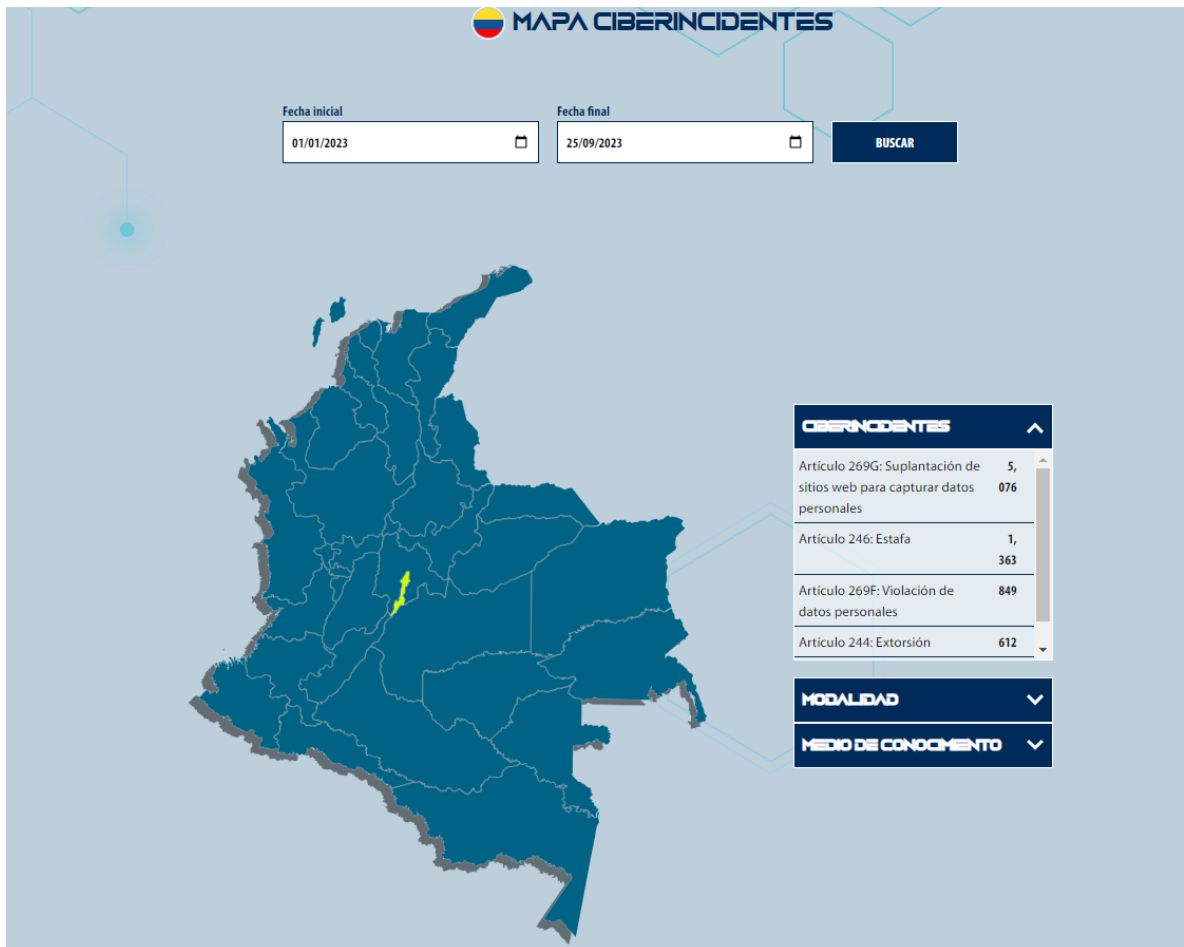 MAPA CIBERINCIDENTES
Fecha inicial
Fecha final
01/01/2023
25/09/2023
BUSCAR
CIBERINCIDENTES
Artículo 269G: Suplantación de 5,
sitios web para capturar datos 076
personales
Artículo 246: Estafa 1,
363
Artículo 269F: Violación de 849
datos personales
Artículo 244: Extorsión 612
MODALIDAD
MEDIO DE CONOCIMIENTO